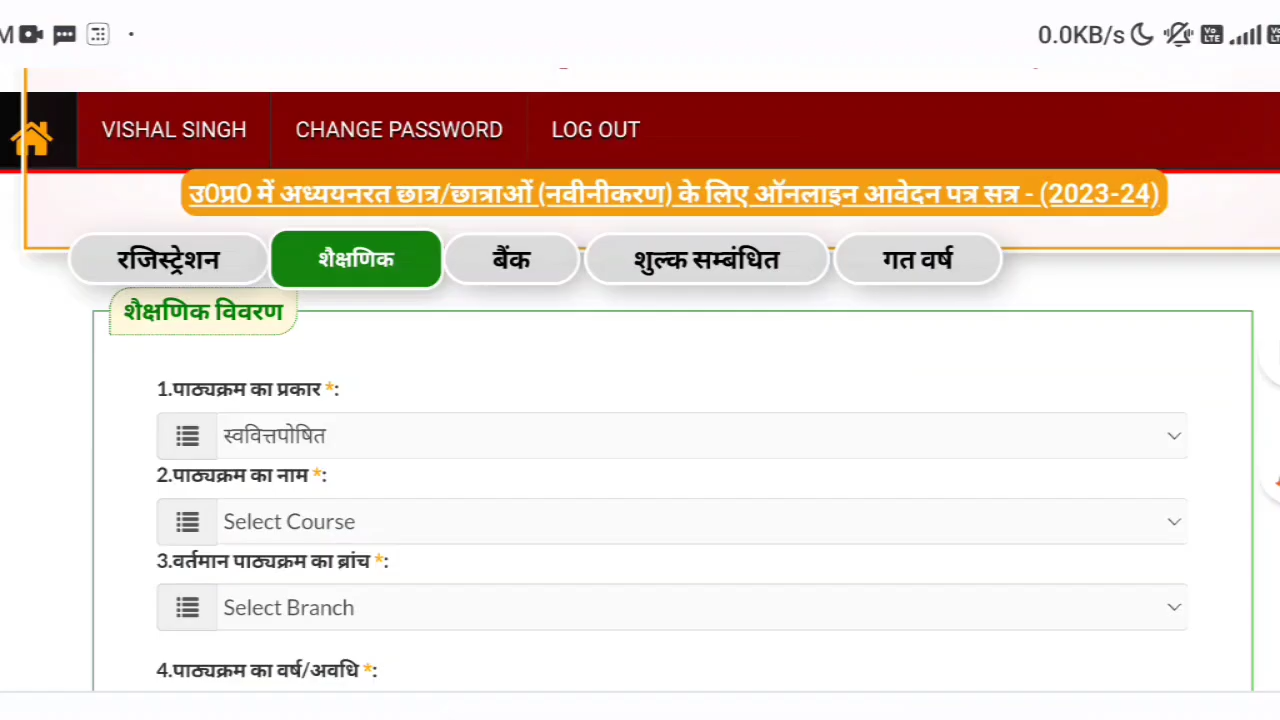 0.0KB/s
VISHAL SINGH CHANGE PASSWORD LOG OUT
उ0प्र0 में अध्ययनरत छात्र/छात्राओं (नवीनीकरण) के लिए ऑनलाइन आवेदन पत्र सत्र - (2023-24)
रजिस्ट्रेशन शैक्षणिक बैंक शुल्क सम्बंधित गत वर्ष
शैक्षणिक विवरण
1.पाठ्यक्रम का प्रकार *:
स्ववित्तपोषित
2.पाठ्यक्रम का नाम *:
Select Course
3.वर्तमान पाठ्यक्रम का ब्रांच *:
Select Branch
4.पाठ्यक्रम का वर्ष/अवधि *: